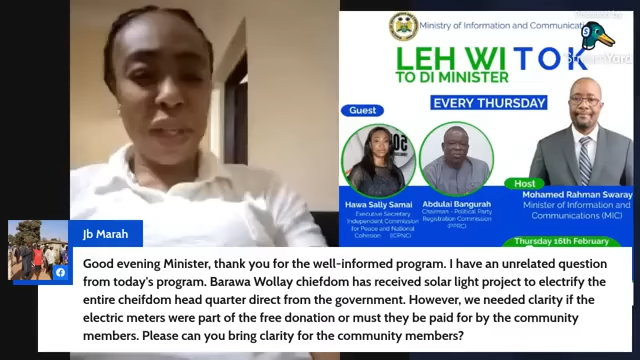 Powered by
StreamYard
Ministry of Information and Communicati
LEH WI TOK
TO DI MINISTER
EVERY THURSDAY
Guest
Hawa Sally Samai
Executive Secretary
Independent Commission
for Peace and National
Cohesion (ICPNC)
Abdulai Bangurah
Chairman - Political Party
Registration Commission
(PPRC)
Host
Mohamed Rahman Swaray
Minister of Information and
Communications (MIC)
Thursday 16th February
Jb Marah
Good evening Minister, thank you for the well-informed program. I have an unrelated question
from today's program. Barawa Wollay chiefdom has received solar light project to electrify the
entire cheifdom head quarter direct from the government. However, we needed clarity if the
electric meters were part of the free donation or must they be paid for by the community
members. Please can you bring clarity for the community members?